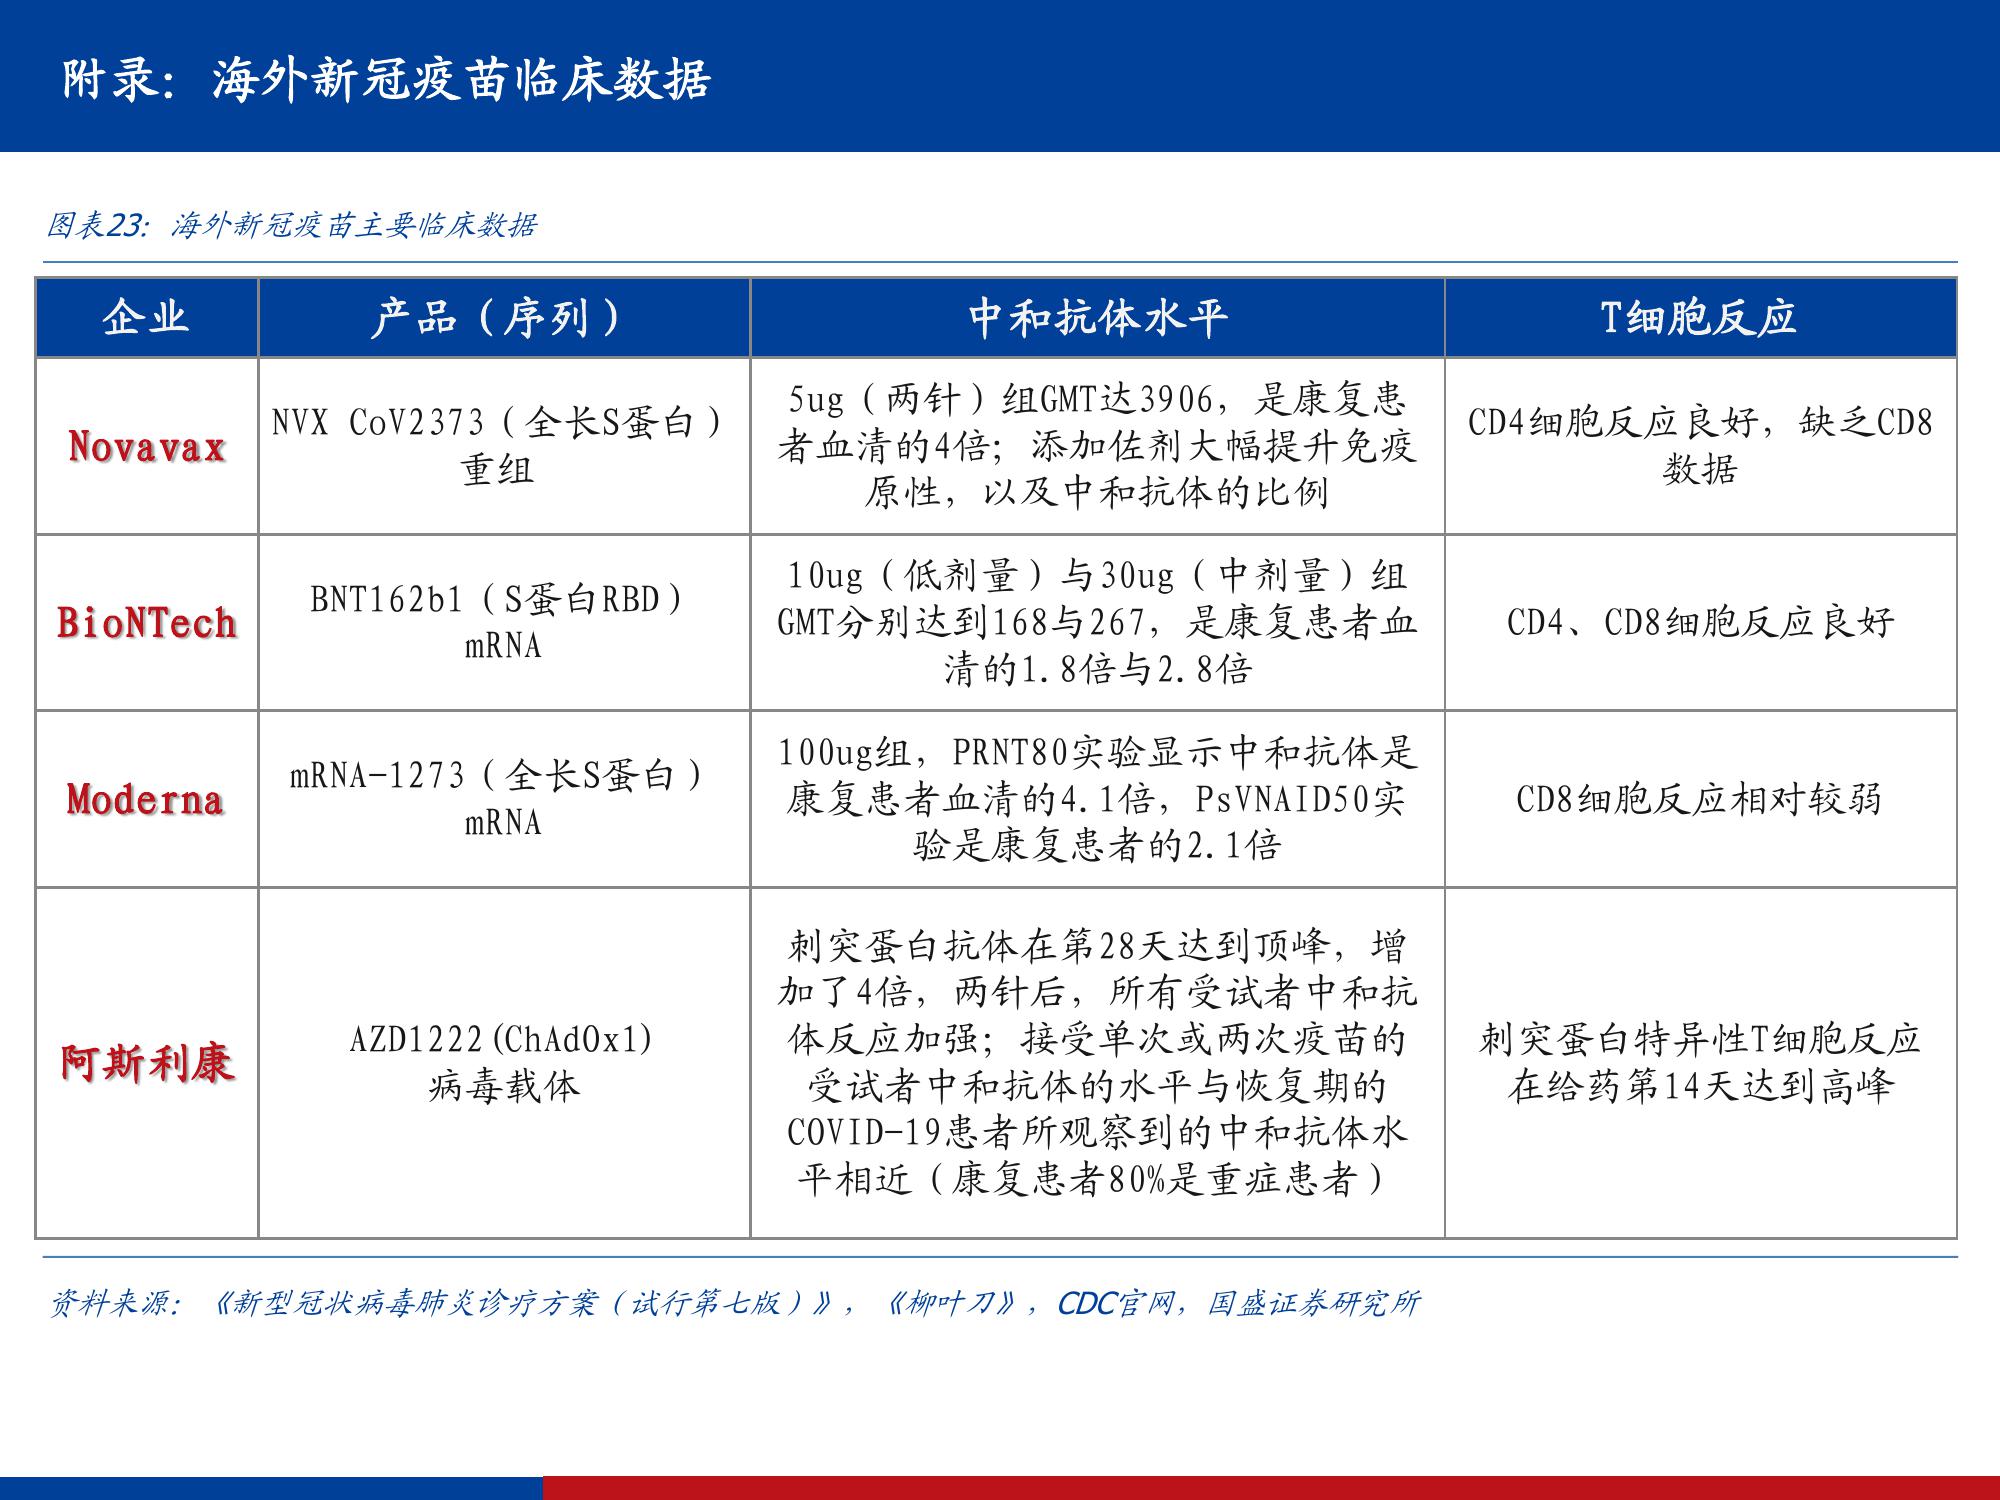 附录：海外新冠疫苗临床数据
图表23：海外新冠疫苗主要临床数据
企业
产品（序列）
中和抗体水平
T细胞反应
Novavax
NVX CoV2373（全长S蛋白）
重组
5ug（两针）组GMT达3906，是康复患
者血清的4倍；添加佐剂大幅提升免疫
原性，以及中和抗体的比例
CD4细胞反应良好，缺乏CD8
数据
BioNTech
BNT162b1（S蛋白RBD）
mRNA
10ug（低剂量）与30ug（中剂量）组
GMT分别达到168与267，是康复患者血
清的1.8倍与2.8倍
CD4、CD8细胞反应良好
Moderna
mRNA-1273（全长S蛋白）
mRNA
100ug组，PRNT80实验显示中和抗体是
康复患者血清的4.1倍，PsVNAID50实
验是康复患者的2.1倍
CD8细胞反应相对较弱
阿斯利康
AZD1222(ChAdOx1)
病毒载体
刺突蛋白抗体在第28天达到顶峰，增
加了4倍，两针后，所有受试者中和抗
体反应加强；接受单次或两次疫苗的
受试者中和抗体的水平与恢复期的
COVID-19患者所观察到的中和抗体水
平相近（康复患者80%是重症患者）
刺突蛋白特异性T细胞反应
在给药第14天达到高峰
资料来源：《新型冠状病毒肺炎诊疗方案（试行第七版）》，《柳叶刀》，CDC官网，国盛证券研究所